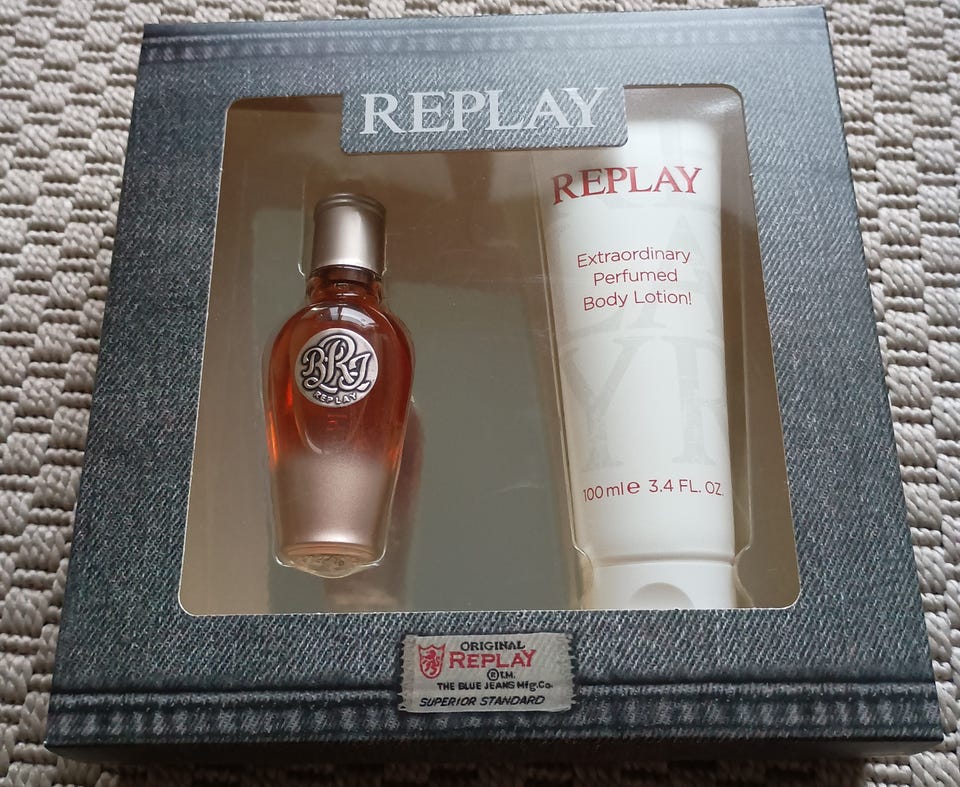 REPLAY
BRJ
REPLAY
REPLAY
Extraordinary
Perfumed
Body Lotion!
100 ml e 3.4 FL. OZ.
ORIGINAL
REPLAY
® T.M.
THE BLUE JEANS Mfg.Co.
SUPERIOR STANDARD